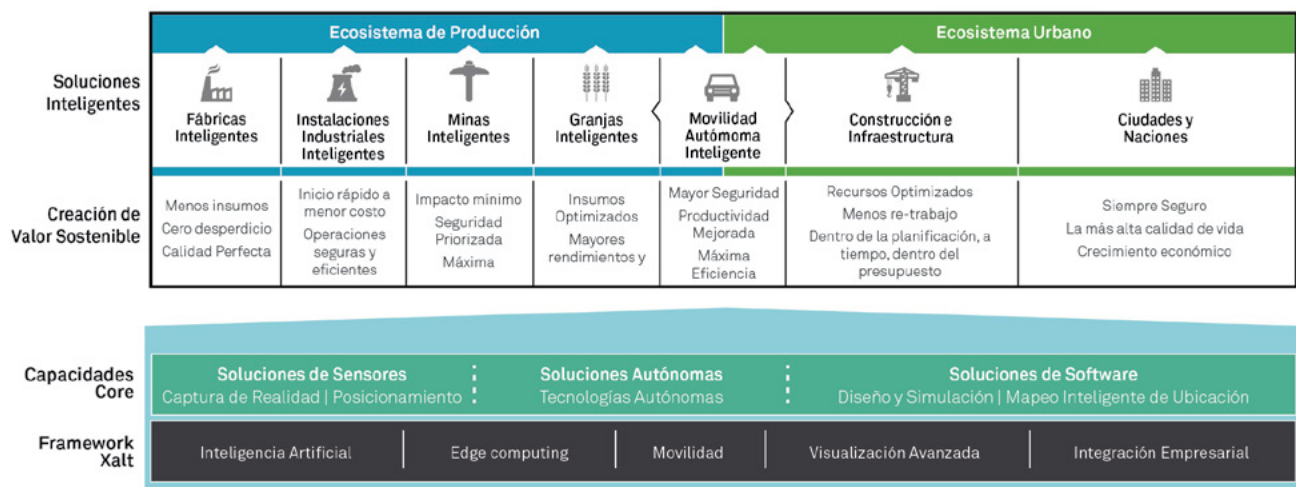 Ecosistema de Producción
Ecosistema Urbano
Soluciones
Inteligentes
Fábricas
Inteligentes
Instalaciones
Industriales
Inteligentes
Minas
Inteligentes
Granjas
Inteligentes
Movilidad
Autómoma
Inteligente
Construcción e
Infraestructura
Ciudades y
Naciones
Creación de
Valor Sostenible
Menos insumos
Cero desperdicio
Calidad Perfecta
Inicio rápido a
menor costo
Operaciones
seguras y
eficientes
Impacto mínimo
Seguridad
Priorizada
Máxima
Insumos
Optimizados
Mayores
rendimientos y
Mayor Seguridad
Productividad
Mejorada
Máxima
Eficiencia
Recursos Optimizados
Menos re-trabajo
Dentro de la planificación, a
tiempo, dentro del
presupuesto
Siempre Seguro
La más alta calidad de vida
Crecimiento económico
Capacidades
Core
Soluciones de Sensores
Captura de Realidad | Posicionamiento
Soluciones Autónomas
Tecnologías Autónomas
Soluciones de Software
Diseño y Simulación | Mapeo Inteligente de Ubicación
Framework
Xalt
Inteligencia Artificial
Edge computing
Movilidad
Visualización Avanzada
Integración Empresarial